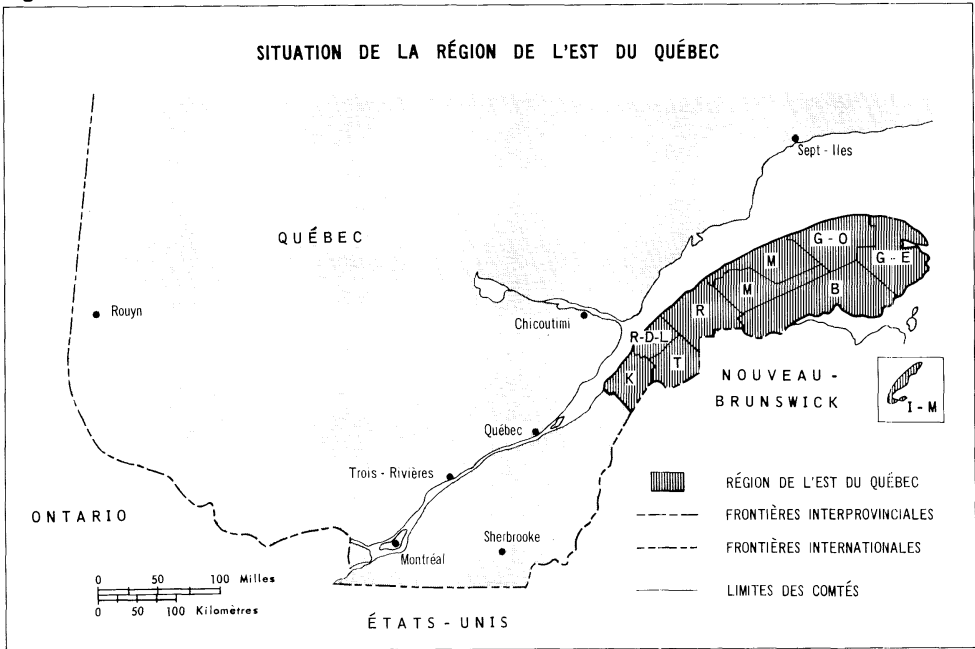 SITUATION DE LA RÉGION DE L'EST DU QUÉBEC
Sept-Iles
QUÉBEC
G-O
M
G-E
M
B
Rouyn
Chicoutimi
R
R-D-L
T
K
NOUVEAU-
BRUNSWICK
I-M
Québec
Trois-Rivières
RÉGION DE L'EST DU QUÉBEC
ONTARIO
FRONTIÈRES INTERPROVINCIALES
Sherbrooke
FRONTIÈRES INTERNATIONALES
Montréal
0 50 100 Milles
0 50 100 Kilomètres
LIMITES DES COMTÉS
ÉTATS-UNIS